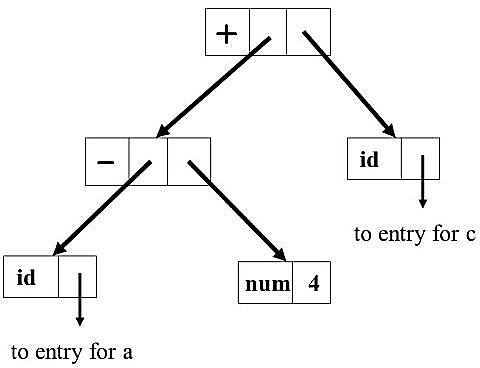 +
−
id
to entry for c
id
num 4
to entry for a